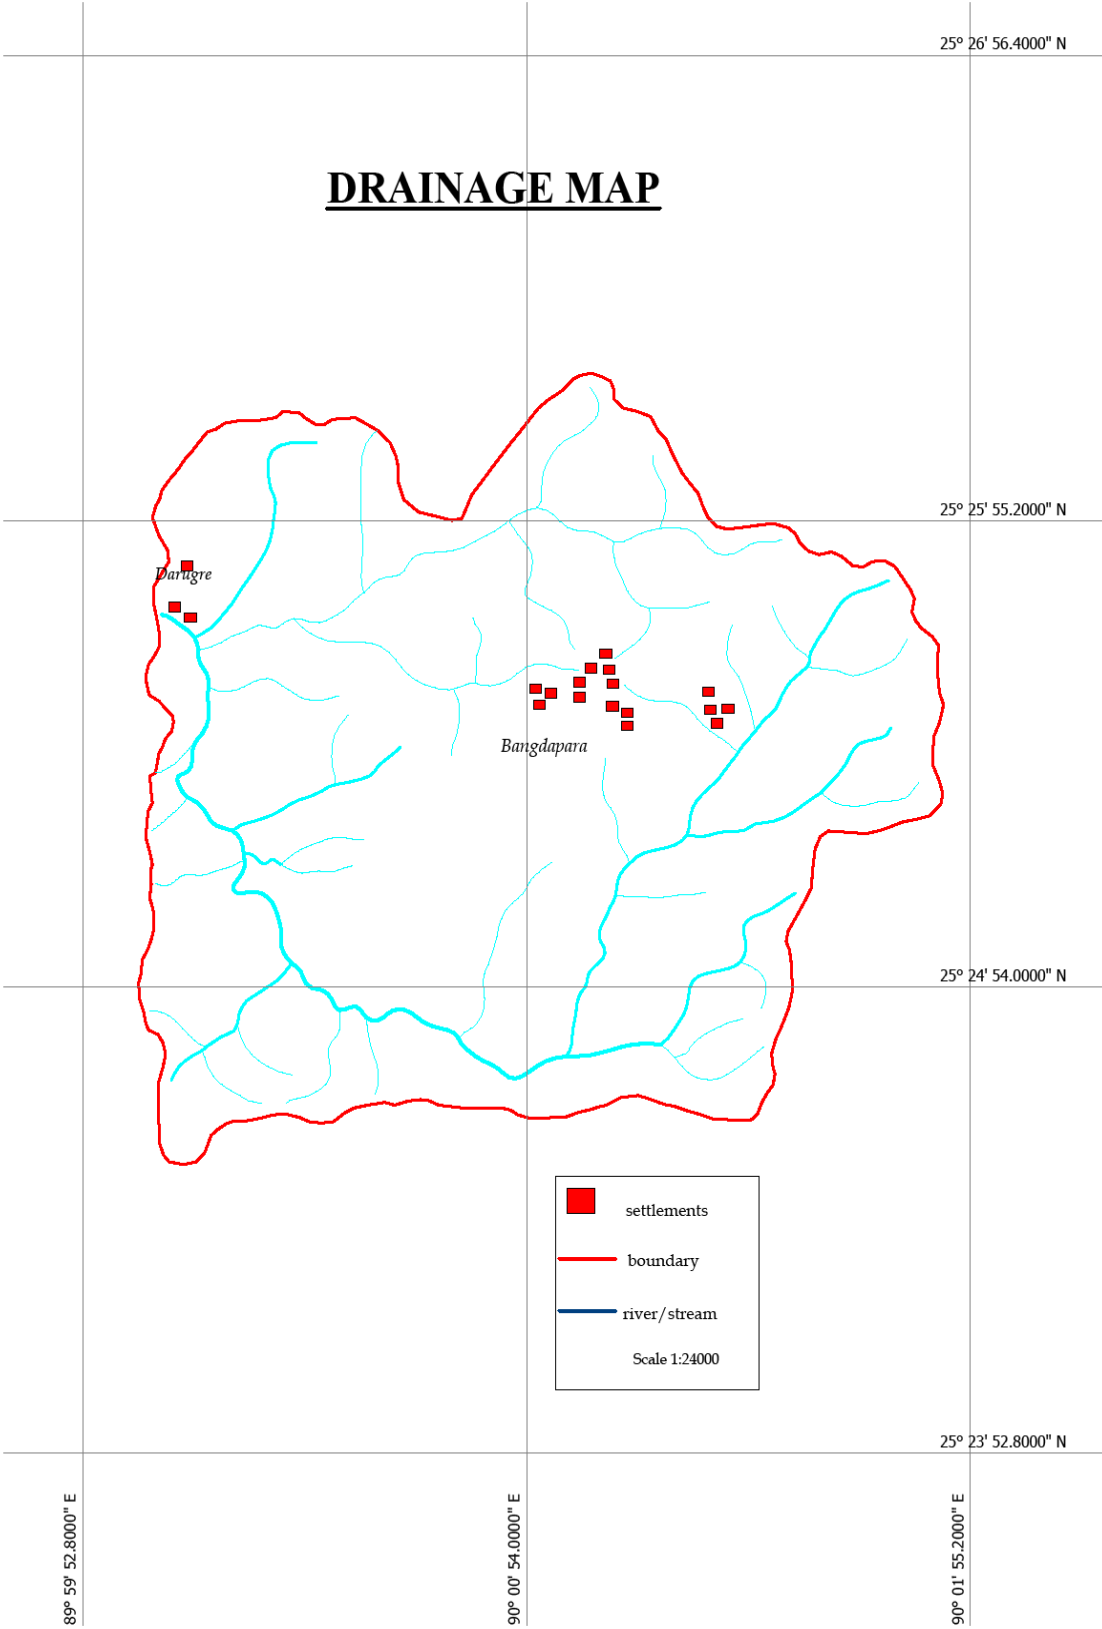 25° 26' 56.4000" N
DRAINAGE MAP
25° 25' 55.2000" N
Darugre
Bangdapara
25° 24' 54.0000" N
settlements
boundary
river/stream
Scale 1:24000
25° 23' 52.8000" N
89° 59' 52.8000" E
90° 00' 54.0000" E
90° 01' 55.2000" E